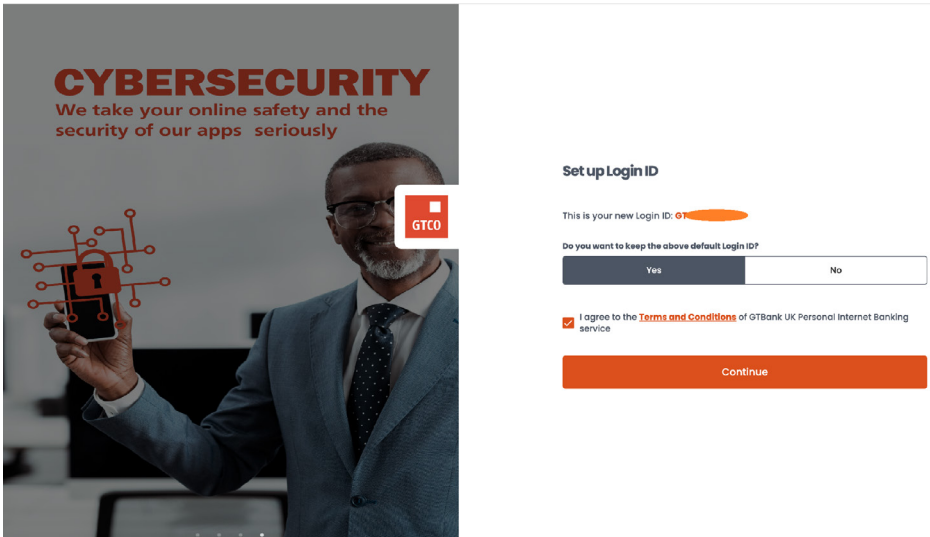 CYBERSECURITY
We take your online safety and the
security of our apps seriously
GTCO
Set up Login ID
This is your new Login ID: GT
Do you want to keep the above default Login ID?
Yes
No
I agree to the Terms and Conditions of GTBank UK Personal Internet Banking
service
Continue